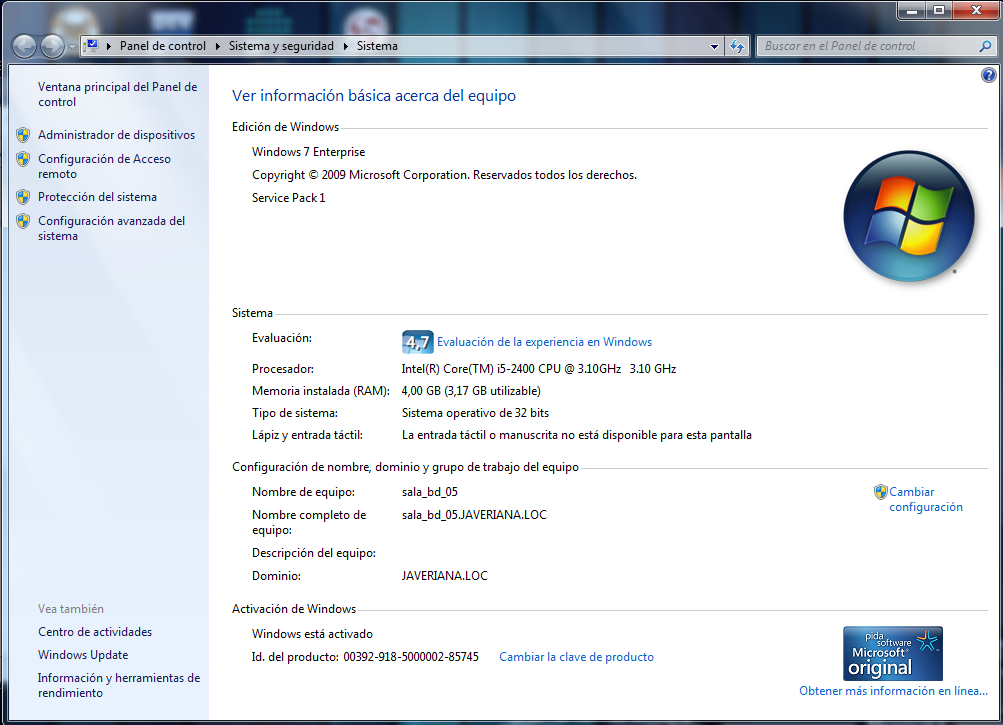 Panel de control ▸ Sistema y seguridad ▸ Sistema
Buscar en el Panel de control
Ventana principal del Panel de
control
Administrador de dispositivos
Configuración de Acceso
remoto
Protección del sistema
Configuración avanzada del
sistema
Vea también
Centro de actividades
Windows Update
Información y herramientas de
rendimiento
Ver información básica acerca del equipo
Edición de Windows
Windows 7 Enterprise
Copyright © 2009 Microsoft Corporation. Reservados todos los derechos.
Service Pack 1
Sistema
Evaluación: 4,7 Evaluación de la experiencia en Windows
Procesador: Intel(R) Core(TM) i5-2400 CPU @ 3.10GHz 3.10 GHz
Memoria instalada (RAM): 4,00 GB (3,17 GB utilizable)
Tipo de sistema: Sistema operativo de 32 bits
Lápiz y entrada táctil: La entrada táctil o manuscrita no está disponible para esta pantalla
Configuración de nombre, dominio y grupo de trabajo del equipo
Nombre de equipo: sala_bd_05
Cambiar
configuración
Nombre completo de
equipo:
sala_bd_05.JAVERIANA.LOC
Descripción del equipo:
Dominio: JAVERIANA.LOC
Activación de Windows
Windows está activado
Id. del producto: 00392-918-5000002-85745 Cambiar la clave de producto
pida software
Microsoft®
original
Obtener más información en línea...